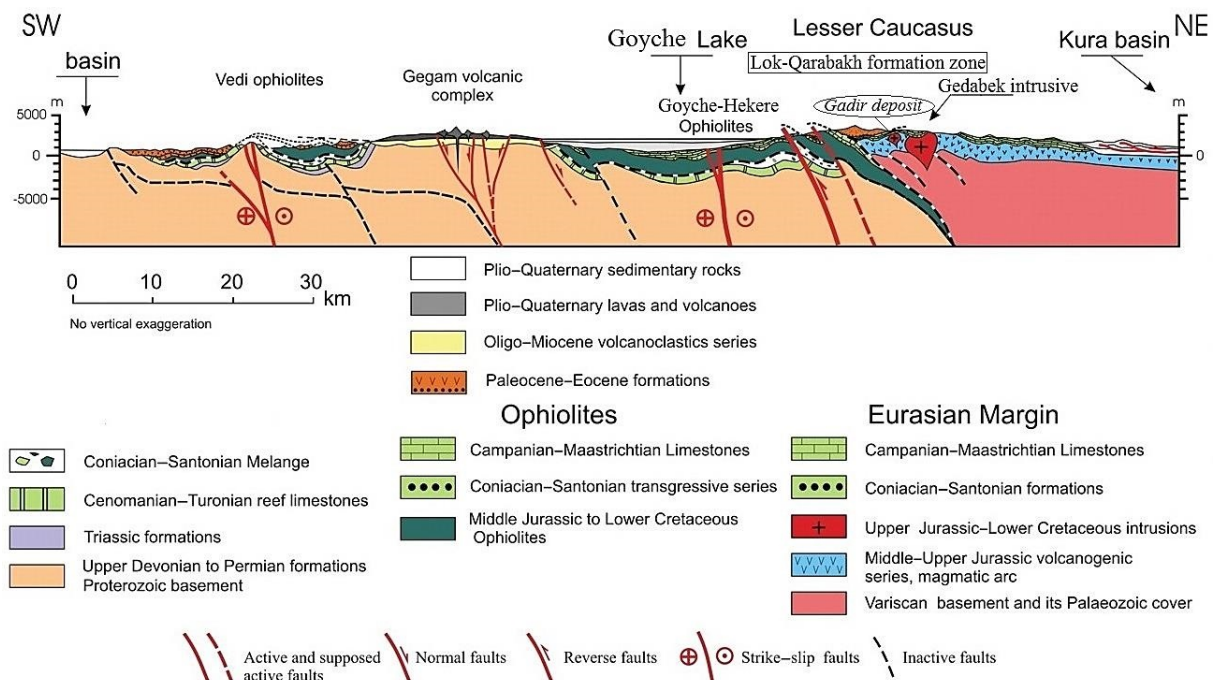 SW
NE
basin
Vedi ophiolites
Gegam volcanic
complex
Goyche Lake
Lesser Caucasus
Lok-Qarabakh formation zone
Kura basin
Goyche-Hekere
Ophiolites
Gadir deposit
Gedabek intrusive
m
5000
0
-5000
m
0
0 10 20 30 km
No vertical exaggeration
Plio-Quaternary sedimentary rocks
Plio-Quaternary lavas and volcanoes
Oligo-Miocene volcanoclastics series
Paleocene-Eocene formations
Coniacian-Santonian Melange
Cenomanian-Turonian reef limestones
Triassic formations
Upper Devonian to Permian formations
Proterozoic basement
Ophiolites
Campanian-Maastrichtian Limestones
Coniacian-Santonian transgressive series
Middle Jurassic to Lower Cretaceous
Ophiolites
Eurasian Margin
Campanian-Maastrichtian Limestones
Coniacian-Santonian formations
Upper Jurassic-Lower Cretaceous intrusions
Middle-Upper Jurassic volcanogenic
series, magmatic arc
Variscan basement and its Palaeozoic cover
Active and supposed
active faults
Normal faults
Reverse faults
Strike-slip faults
Inactive faults